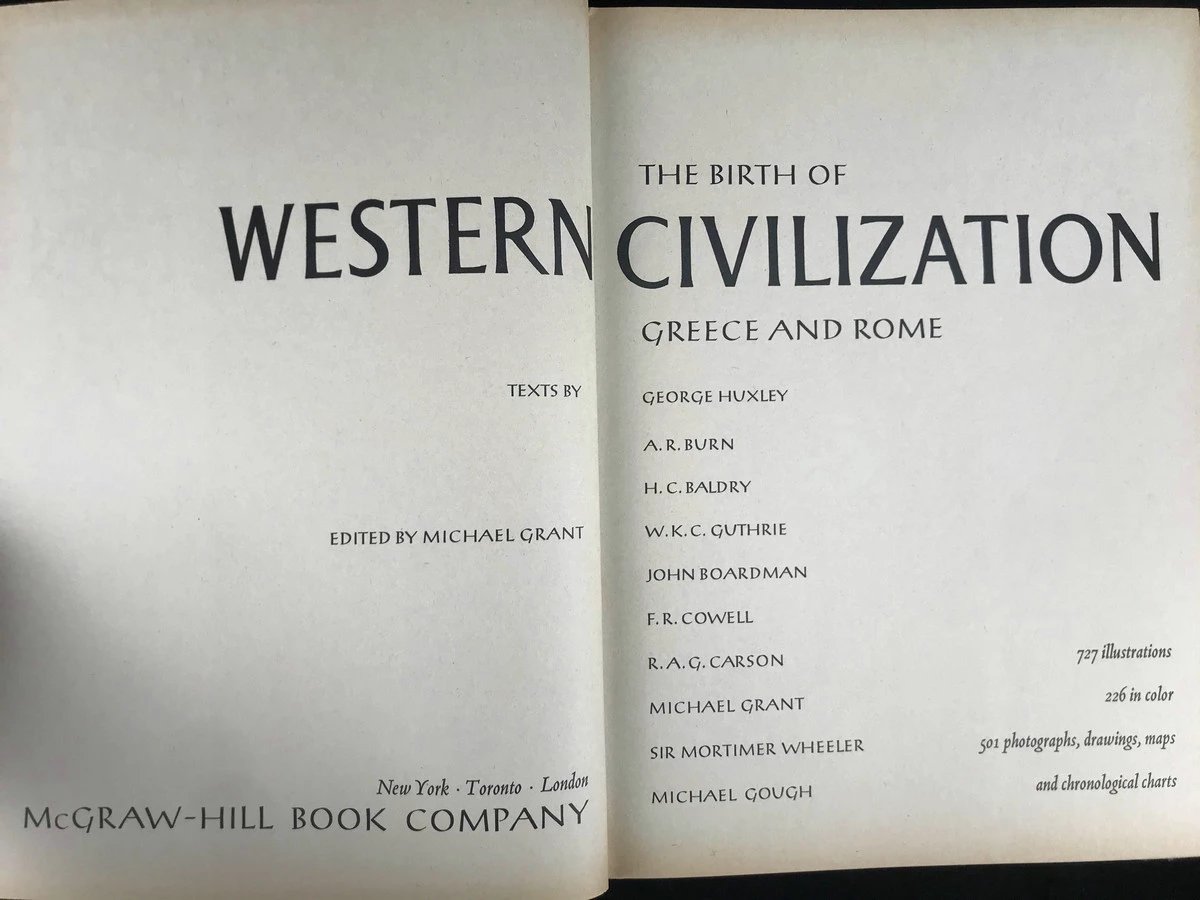 THE BIRTH OF
WESTERN CIVILIZATION
GREECE AND ROME
TEXTS BY
GEORGE HUXLEY
A. R. BURN
H. C. BALDRY
W. K. C. GUTHRIE
JOHN BOARDMAN
F. R. COWELL
R. A. G. CARSON
MICHAEL GRANT
SIR MORTIMER WHEELER
MICHAEL GOUGH
EDITED BY MICHAEL GRANT
727 illustrations
226 in color
501 photographs, drawings, maps
and chronological charts
New York · Toronto · London
McGRAW-HILL BOOK COMPANY